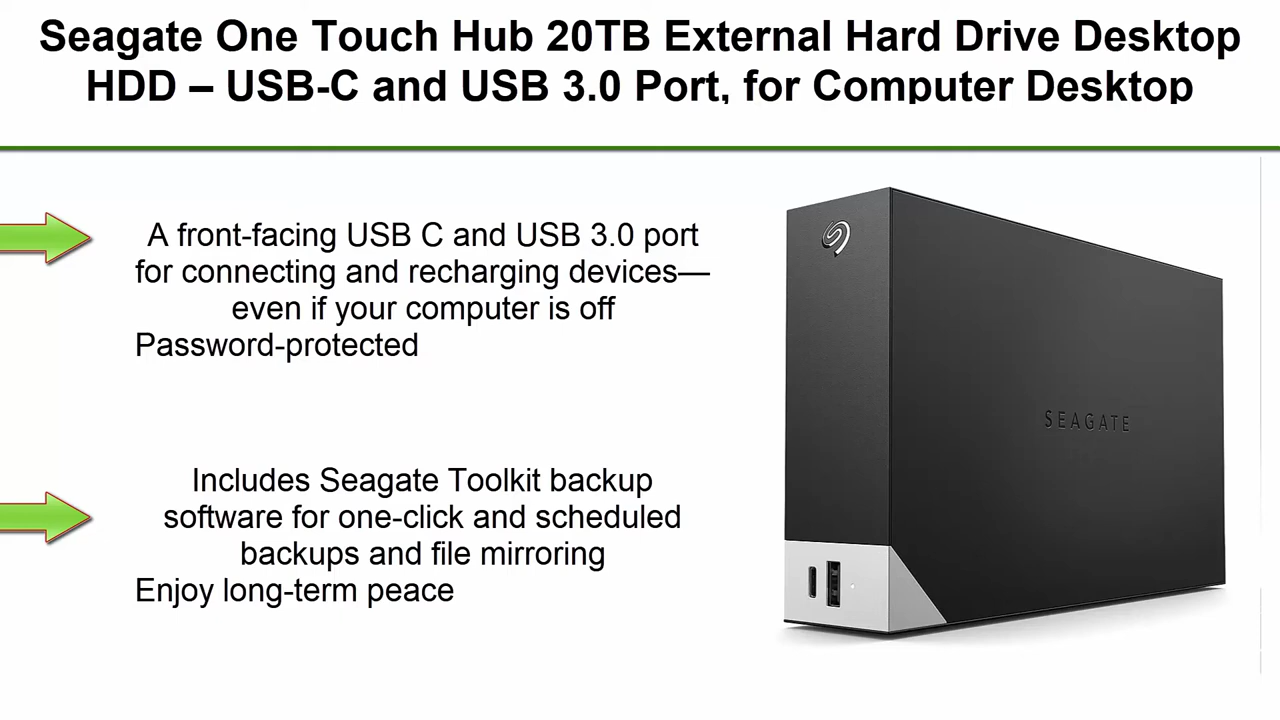 Seagate One Touch Hub 20TB External Hard Drive Desktop
HDD – USB-C and USB 3.0 Port, for Computer Desktop
A front-facing USB C and USB 3.0 port
for connecting and recharging devices—
even if your computer is off
Password-protected
Includes Seagate Toolkit backup
software for one-click and scheduled
backups and file mirroring
Enjoy long-term peace
SEAGATE